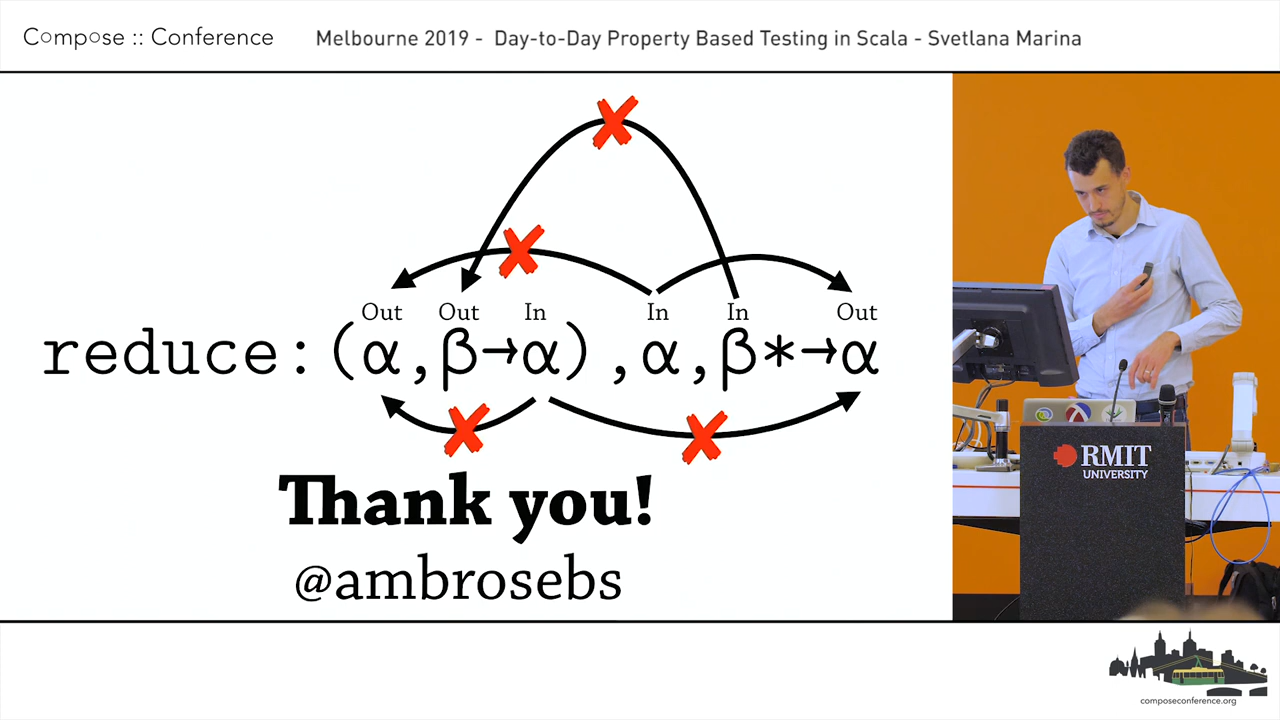 Compose :: Conference
Melbourne 2019 - Day-to-Day Property Based Testing in Scala - Svetlana Marina
Out Out In In In Out
reduce:(α,β→α),α,β*→α
Thank you!
@ambrosebs
RMIT
UNIVERSITY
composeconference.org